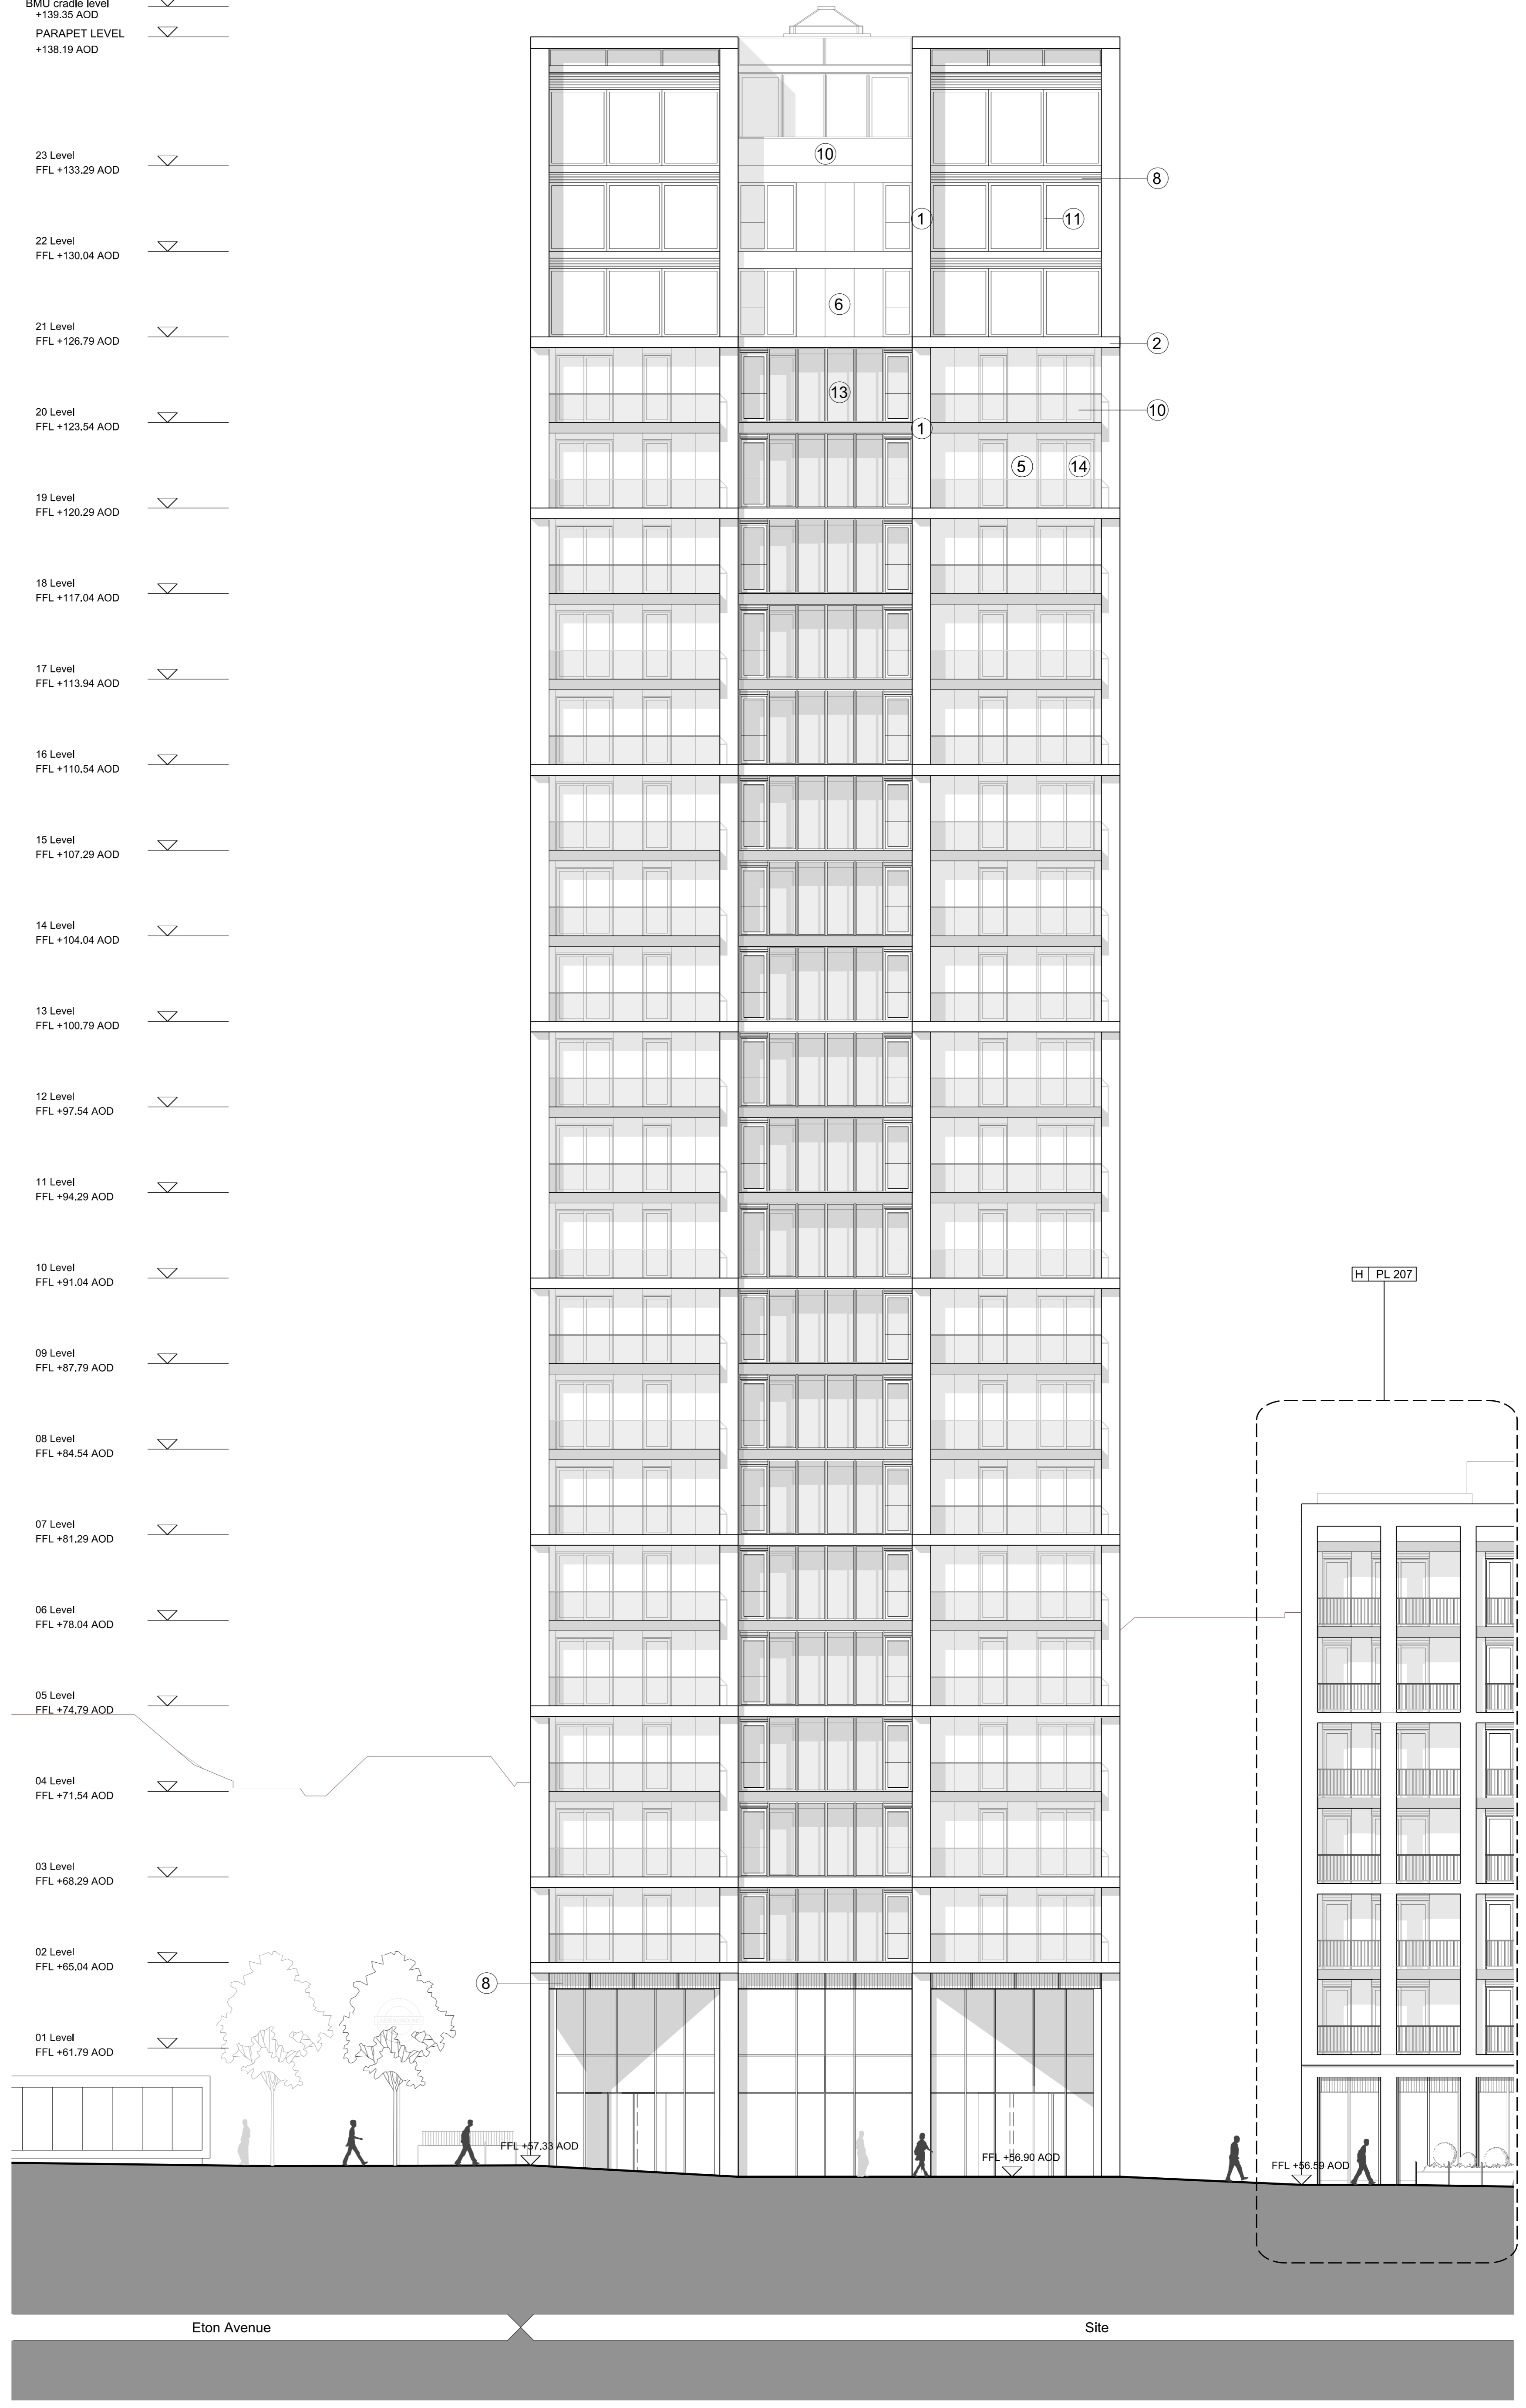 BMU cradle level
+139.35 AOD
PARAPET LEVEL
+138.19 AOD
23 Level
FFL +133.29 AOD
22 Level
FFL +130.04 AOD
21 Level
FFL +126.79 AOD
20 Level
FFL +123.54 AOD
19 Level
FFL +120.29 AOD
18 Level
FFL +117.04 AOD
17 Level
FFL +113.94 AOD
16 Level
FFL +110.54 AOD
15 Level
FFL +107.29 AOD
14 Level
FFL +104.04 AOD
13 Level
FFL +100.79 AOD
12 Level
FFL +97.54 AOD
11 Level
FFL +94.29 AOD
10 Level
FFL +91.04 AOD
09 Level
FFL +87.79 AOD
08 Level
FFL +84.54 AOD
07 Level
FFL +81.29 AOD
06 Level
FFL +78.04 AOD
05 Level
FFL +74.79 AOD
04 Level
FFL +71.54 AOD
03 Level
FFL +68.29 AOD
02 Level
FFL +65.04 AOD
01 Level
FFL +61.79 AOD
10
8
1
11
6
2
13
10
1
5
14
H PL 207
8
FFL +57.33 AOD
FFL +56.90 AOD
FFL +56.59 AOD
Eton Avenue
Site